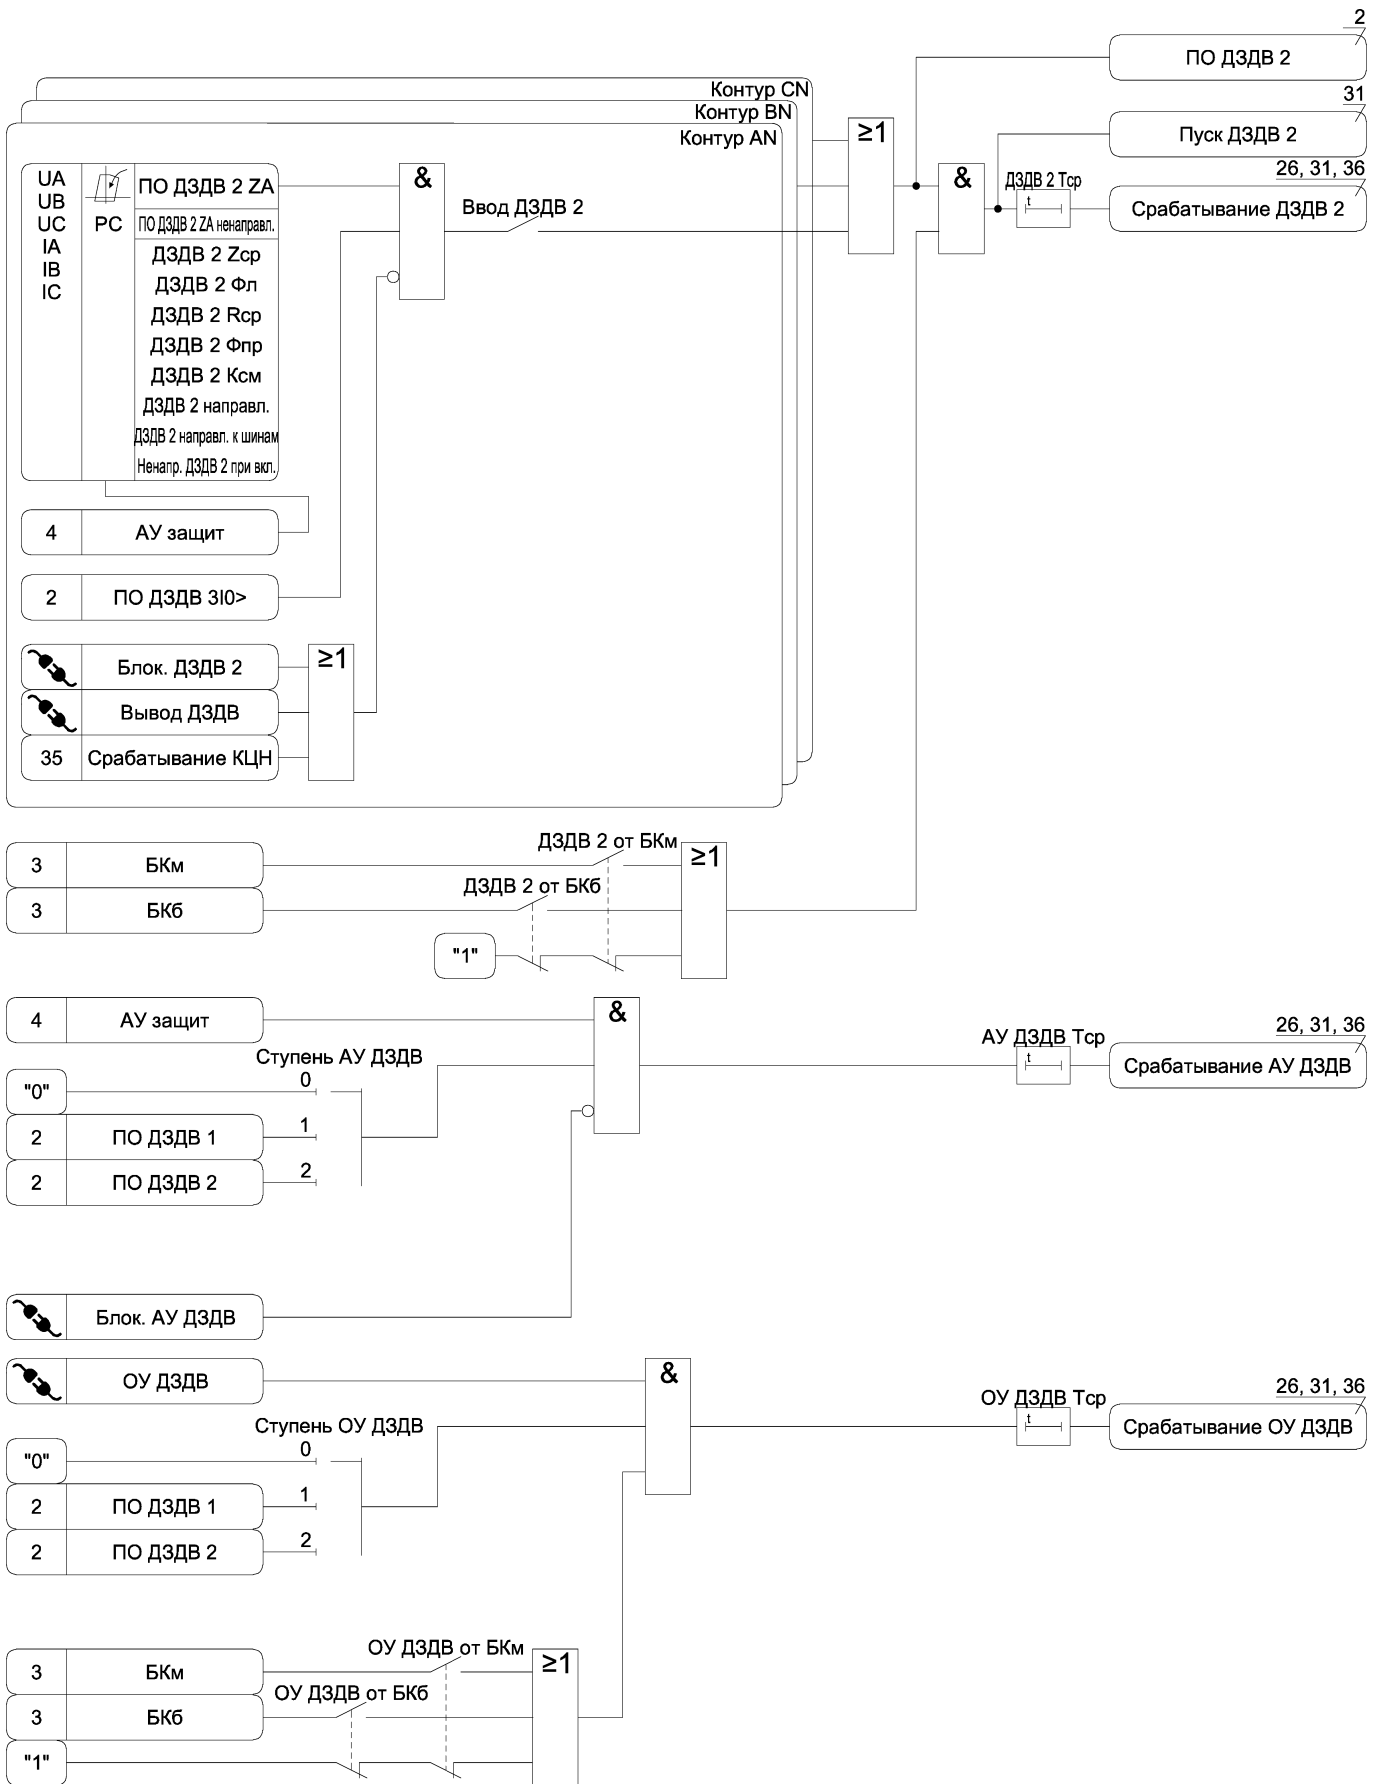 2
ПО ДЗДВ 2
31
Пуск ДЗДВ 2
26, 31, 36
ДЗДВ 2 Тср
Срабатывание ДЗДВ 2
Контур CN
Контур BN
Контур AN
≥1
&
&
UA
UB
UC
IA
IB
IC
РС
ПО ДЗДВ 2 ZA
ПО ДЗДВ 2 ZA ненаправл.
ДЗДВ 2 Zср
ДЗДВ 2 Фл
ДЗДВ 2 Rср
ДЗДВ 2 Фпр
ДЗДВ 2 Kсм
ДЗДВ 2 направл.
ДЗДВ 2 направл. к шинам
Ненапр. ДЗДВ 2 при вкл.
Ввод ДЗДВ 2
t
4 АУ защит
2 ПО ДЗДВ 3I0>
Блок. ДЗДВ 2
≥1
Вывод ДЗДВ
35 Срабатывание КЦН
ДЗДВ 2 от БКм
≥1
3 БКм
ДЗДВ 2 от БКб
3 БКб
"1"
&
4 АУ защит
Ступень АУ ДЗДВ
"0" 0
2 ПО ДЗДВ 1 1
2 ПО ДЗДВ 2 2
АУ ДЗДВ Тср
t
26, 31, 36
Срабатывание АУ ДЗДВ
Блок. АУ ДЗДВ
ОУ ДЗДВ
&
Ступень ОУ ДЗДВ
"0" 0
2 ПО ДЗДВ 1 1
2 ПО ДЗДВ 2 2
ОУ ДЗДВ Тср
t
26, 31, 36
Срабатывание ОУ ДЗДВ
ОУ ДЗДВ от БКм
≥1
3 БКм
ОУ ДЗДВ от БКб
3 БКб
"1"